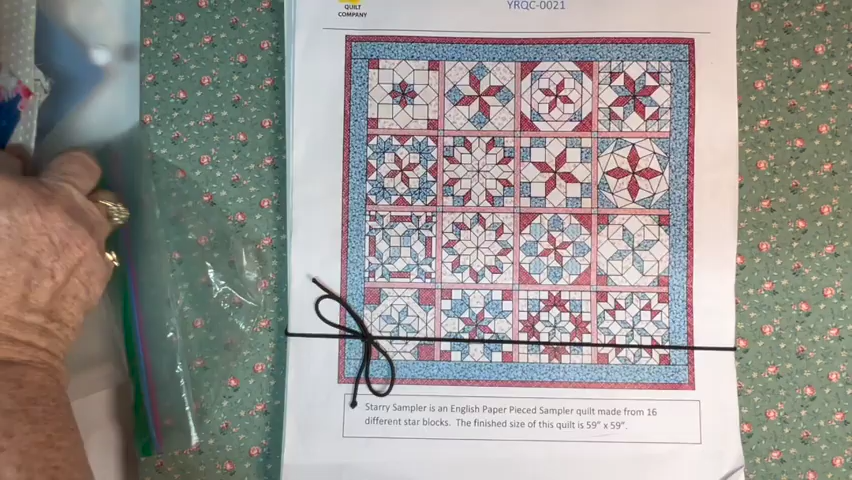 QUILT
COMPANY
YRQC-0021
Starry Sampler is an English Paper Pieced Sampler quilt made from 16
different star blocks. The finished size of this quilt is 59" x 59".